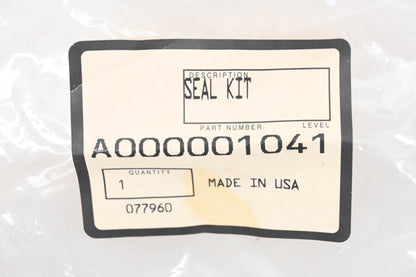 DESCRIPTION
SEAL KIT
PART NUMBER LEVEL
A000001041
QUANTITY
1 MADE IN USA
077960